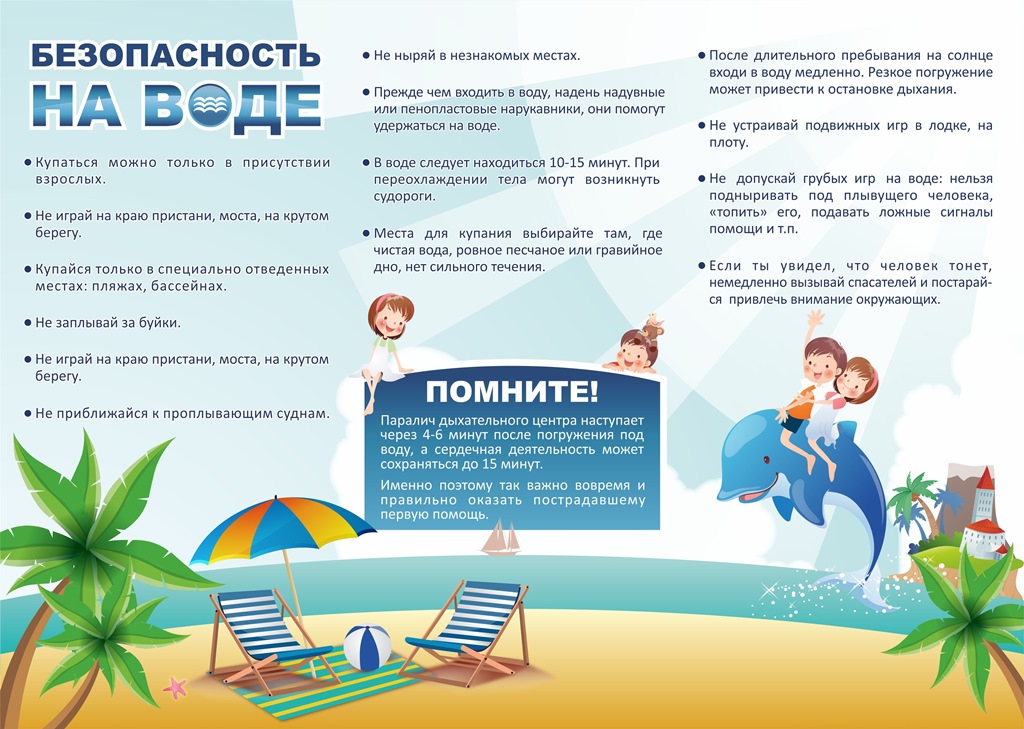 БЕЗОПАСНОСТЬ
НА ВОДЕ
• Купаться можно только в присутствии
взрослых.
• Не играй на краю пристани, моста, на крутом
берегу.
• Купайся только в специально отведенных
местах: пляжах, бассейнах.
• Не заплывай за буйки.
• Не играй на краю пристани, моста, на крутом
берегу.
• Не приближайся к проплывающим суднам.
• Не ныряй в незнакомых местах.
• Прежде чем входить в воду, надень надувные
или пенопластовые нарукавники, они помогут
удержаться на воде.
• В воде следует находиться 10-15 минут. При
переохлаждении тела могут возникнуть
судороги.
• Места для купания выбирайте там, где
чистая вода, ровное песчаное или гравийное
дно, нет сильного течения.
ПОМНИТЕ!
Паралич дыхательного центра наступает
через 4-6 минут после погружения под
воду, а сердечная деятельность может
сохраняться до 15 минут.
Именно поэтому так важно вовремя и
правильно оказать пострадавшему
первую помощь.
• После длительного пребывания на солнце
входи в воду медленно. Резкое погружение
может привести к остановке дыхания.
• Не устраивай подвижных игр в лодке, на
плоту.
• Не допускай грубых игр на воде: нельзя
подныривать под плывущего человека,
«топить» его, подавать ложные сигналы
помощи и т.п.
• Если ты увидел, что человек тонет,
немедленно вызывай спасателей и постарай-
ся привлечь внимание окружающих.